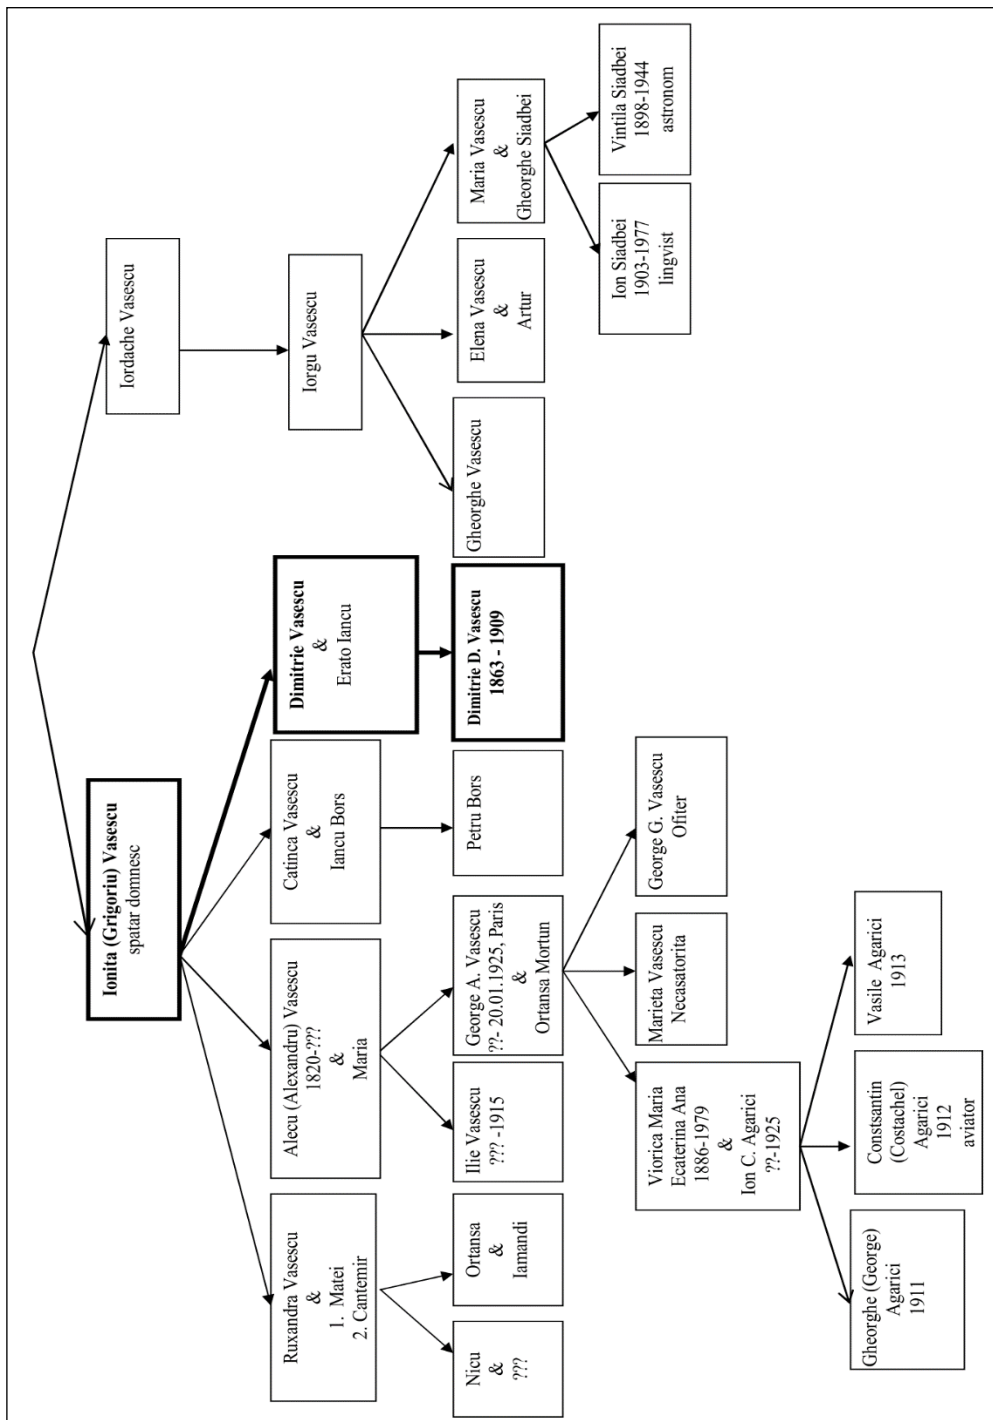 Ionita (Grigoriu) Vasescu
spatar domnesc
Iordache Vasescu
Ruxandra Vasescu
&
1. Matei
2. Cantemir
Alecu (Alexandru) Vasescu
1820-???
&
Maria
Catinca Vasescu
&
Iancu Bors
Dimitrie Vasescu
&
Erato Iancu
Iorgu Vasescu
Nicu
&
???
Ortansa
&
Iamandi
Ilie Vasescu
??? -1915
George A. Vasescu
??- 20.01.1925, Paris
&
Ortansa Mortun
Petru Bors
Dimitrie D. Vasescu
1863 - 1909
Gheorghe Vasescu
Elena Vasescu
&
Artur
Maria Vasescu
&
Gheorghe Siadbei
Viorica Maria
Ecaterina Ana
1886-1979
&
Ion C. Agarici
??-1925
Marieta Vasescu
Necasatorita
George G. Vasescu
Ofiter
Ion Siadbei
1903-1977
lingvist
Vintila Siadbei
1898-1944
astronom
Gheorghe (George)
Agarici
1911
Constsantin
(Costachel)
Agarici
1912
aviator
Vasile Agarici
1913